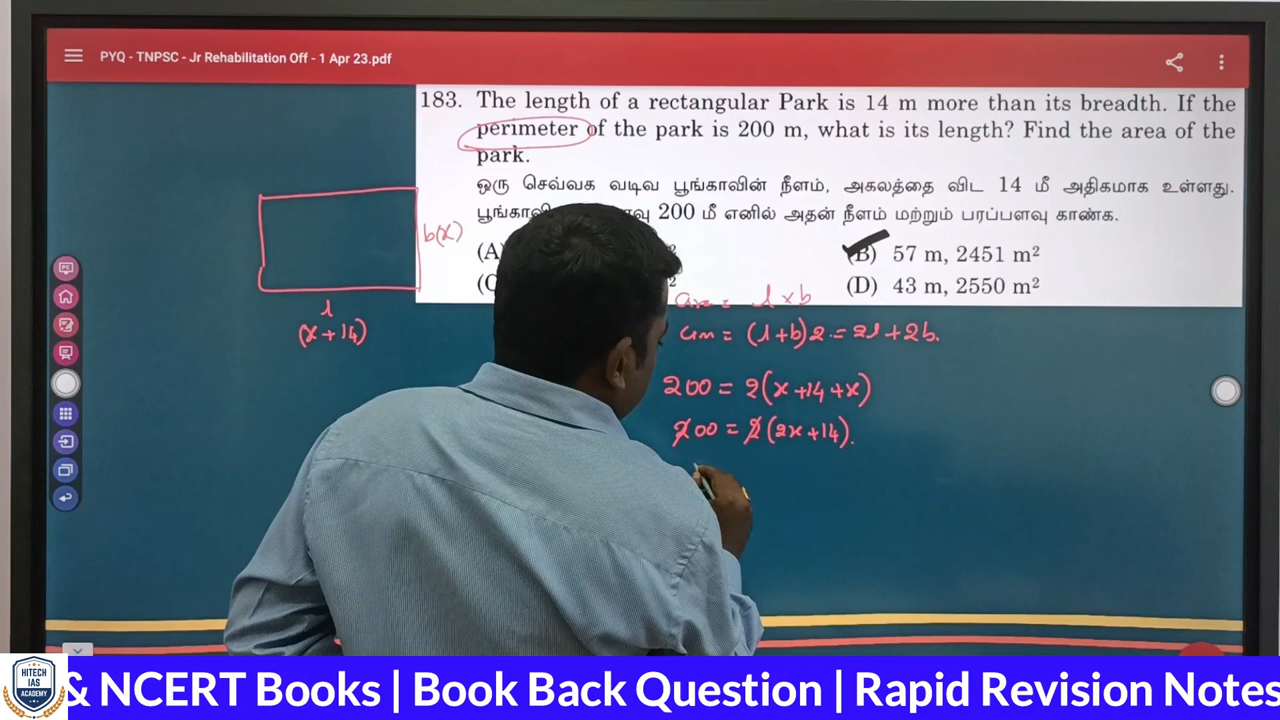 PYQ - TNPSC - Jr Rehabilitation Off - 1 Apr 23.pdf
183. The length of a rectangular Park is 14 m more than its breadth. If the
perimeter of the park is 200 m, what is its length? Find the area of the
park.
ஒரு செவ்வக வடிவ பூங்காவின் நீளம், அகலத்தை விட 14 மீ அதிகமாக உள்ளது.
200 மீ எனில் அதன் நீளம் மற்றும் பரப்பளவு காண்க.
(A)
(B) 57 m, 2451 m²
(D) 43 m, 2550 m²
b(x)
l
(x+14)
= l × b
= (l+b)2 = 2l+2b.
200 = 2(x+14+x)
200 = 2(2x+14).
HITECH
IAS
ACADEMY
& NCERT Books | Book Back Question | Rapid Revision Notes